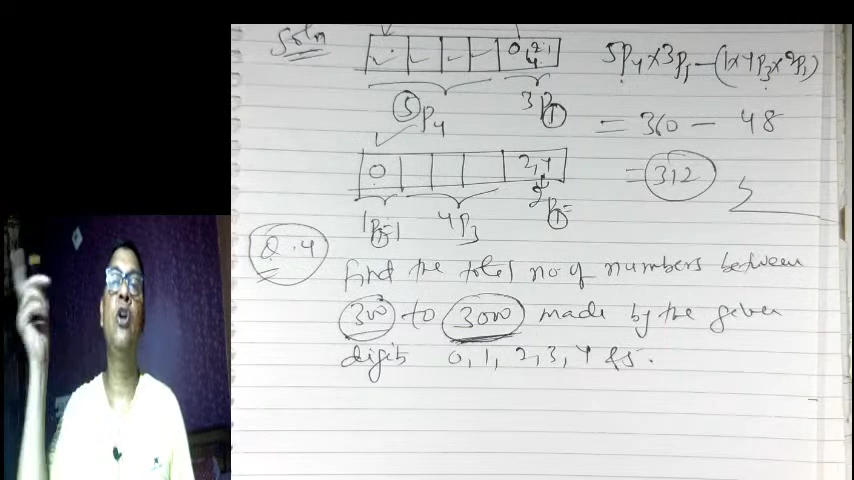 Soln
0, 2, 4
5P4 3P1
5P4 x 3P1 - (1 x 4P3 x 2P1)
= 360 - 48
= 312
0 2, 4
1P1 = 1 4P3 2P1 =
Q.4
Find the total no of numbers between
300 to 3000 made by the given
digits 0, 1, 2, 3, 4 & 5.